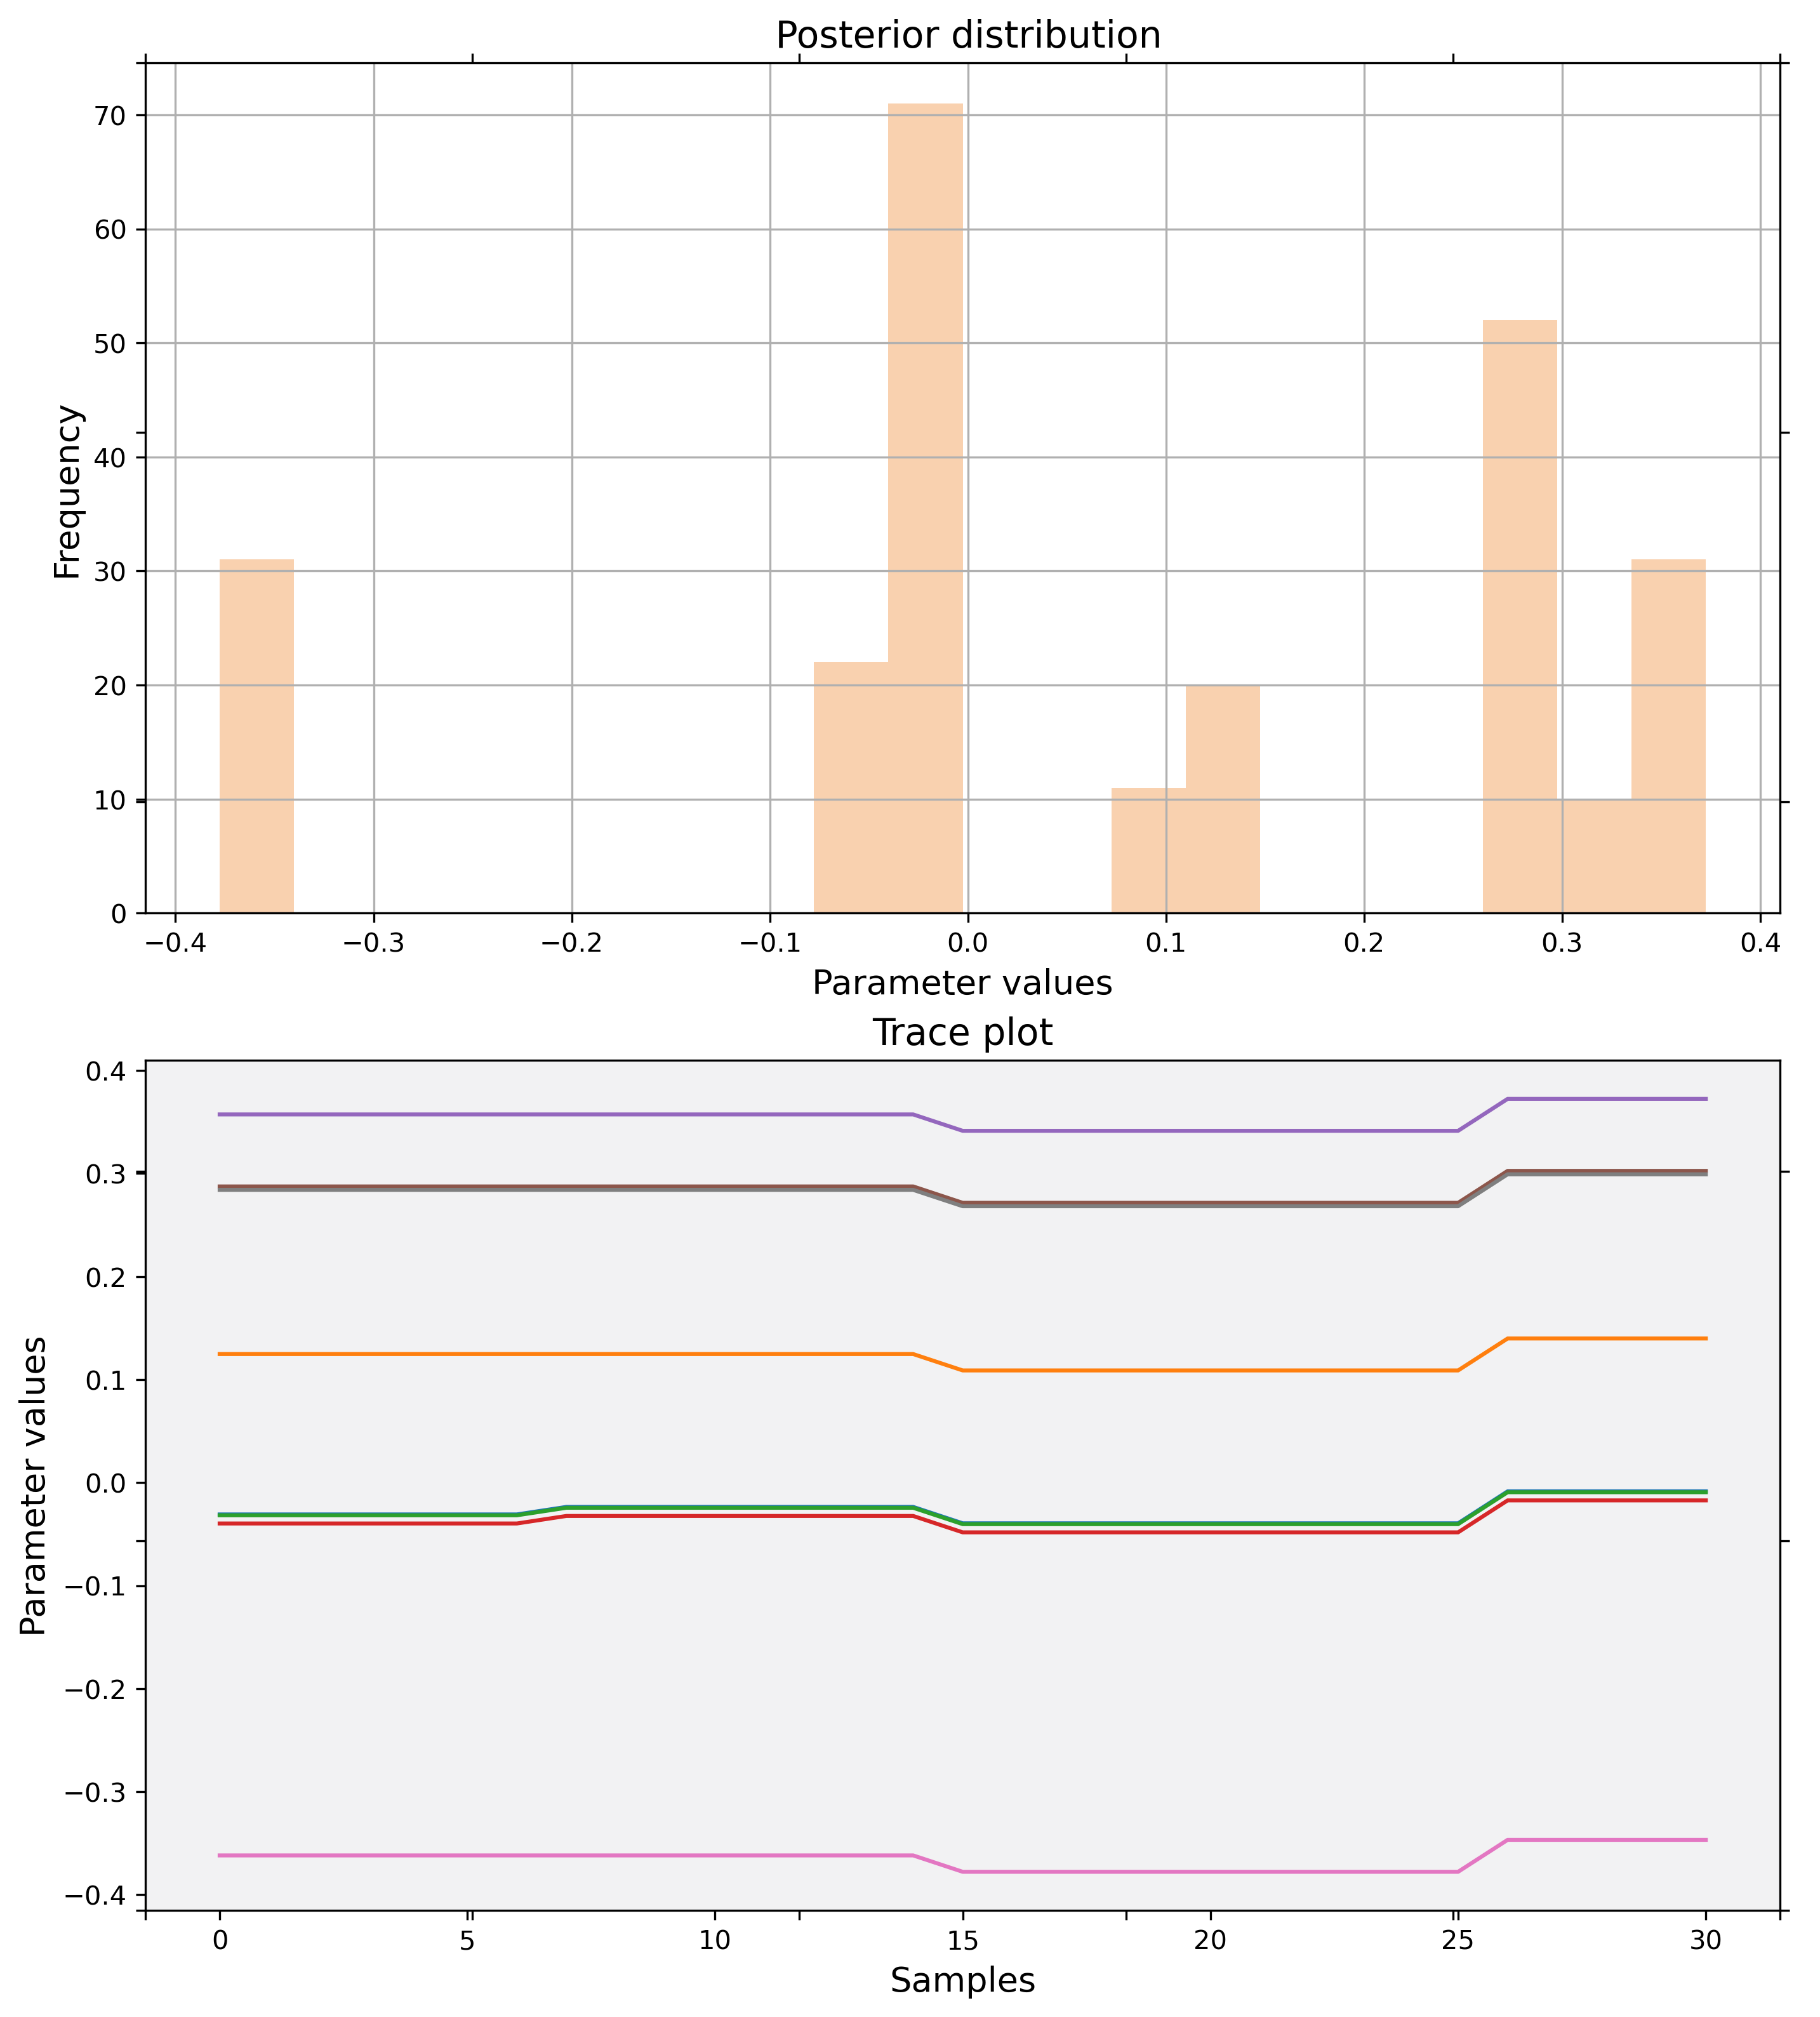 Posterior distribution
70
60
50
40
30
20
10
0
Frequency
−0.4 −0.3 −0.2 −0.1 0.0 0.1 0.2 0.3 0.4
Parameter values
Trace plot
0.4
0.3
0.2
0.1
0.0
−0.1
−0.2
−0.3
−0.4
Parameter values
0 5 10 15 20 25 30
Samples